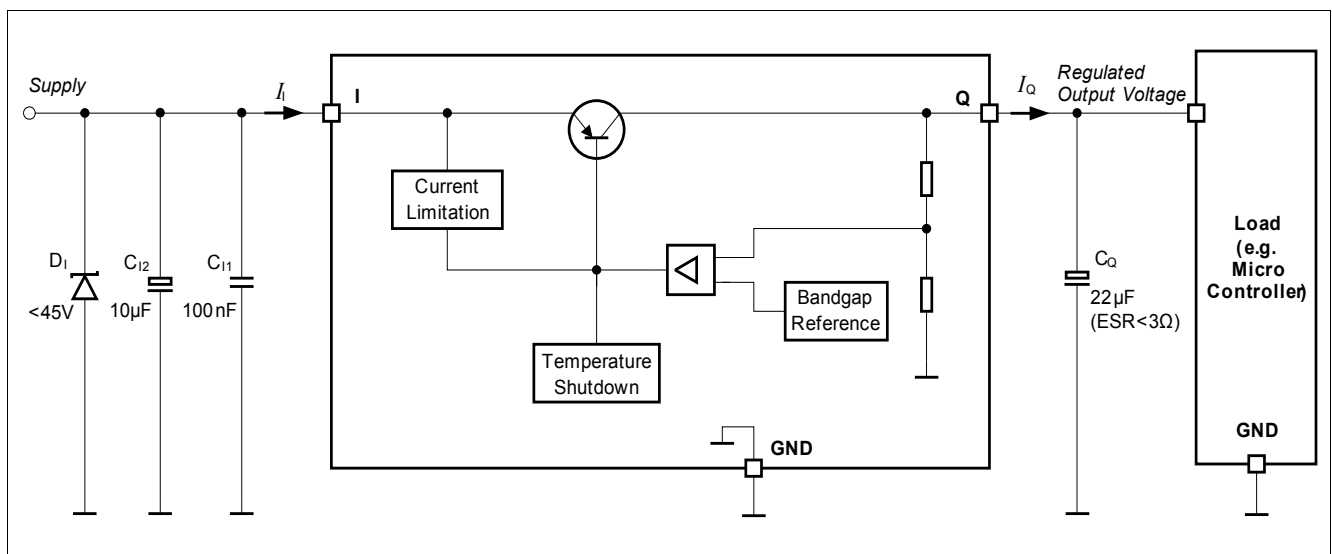 Supply
I_I
I
Q
I_Q
Regulated
Output Voltage
Current
Limitation
D_I
<45V
C_I2
10µF
C_I1
100nF
Bandgap
Reference
Temperature
Shutdown
GND
C_Q
22µF
(ESR<3Ω)
Load
(e.g.
Micro
Controller)
GND